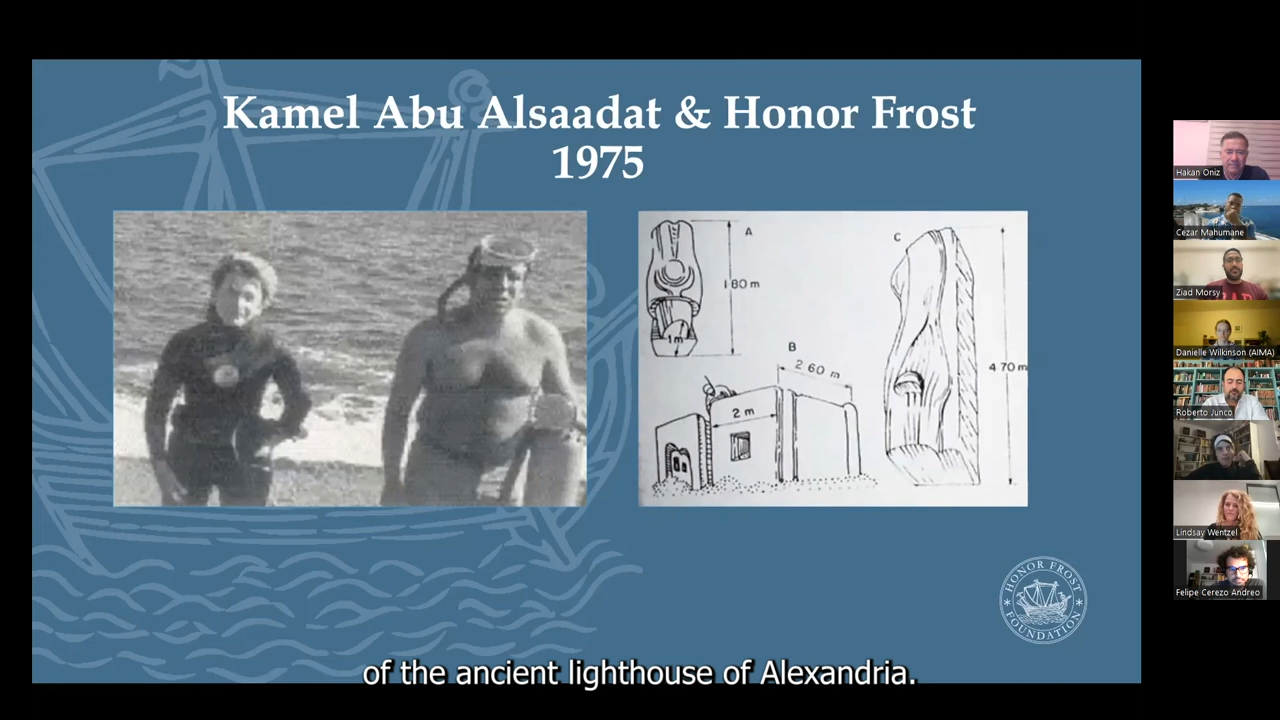 Kamel Abu Alsaadat & Honor Frost
1975
A
1 80 m
1m
B
2 60 m
2 m
C
4 70 m
HONOR FROST
FOUNDATION
of the ancient lighthouse of Alexandria.
Hakan Oniz
Cezar Mahumane
Ziad Morsy
Danielle Wilkinson (AIMA)
Roberto Junco
Lindsay Wentzel
Felipe Cerezo Andreo